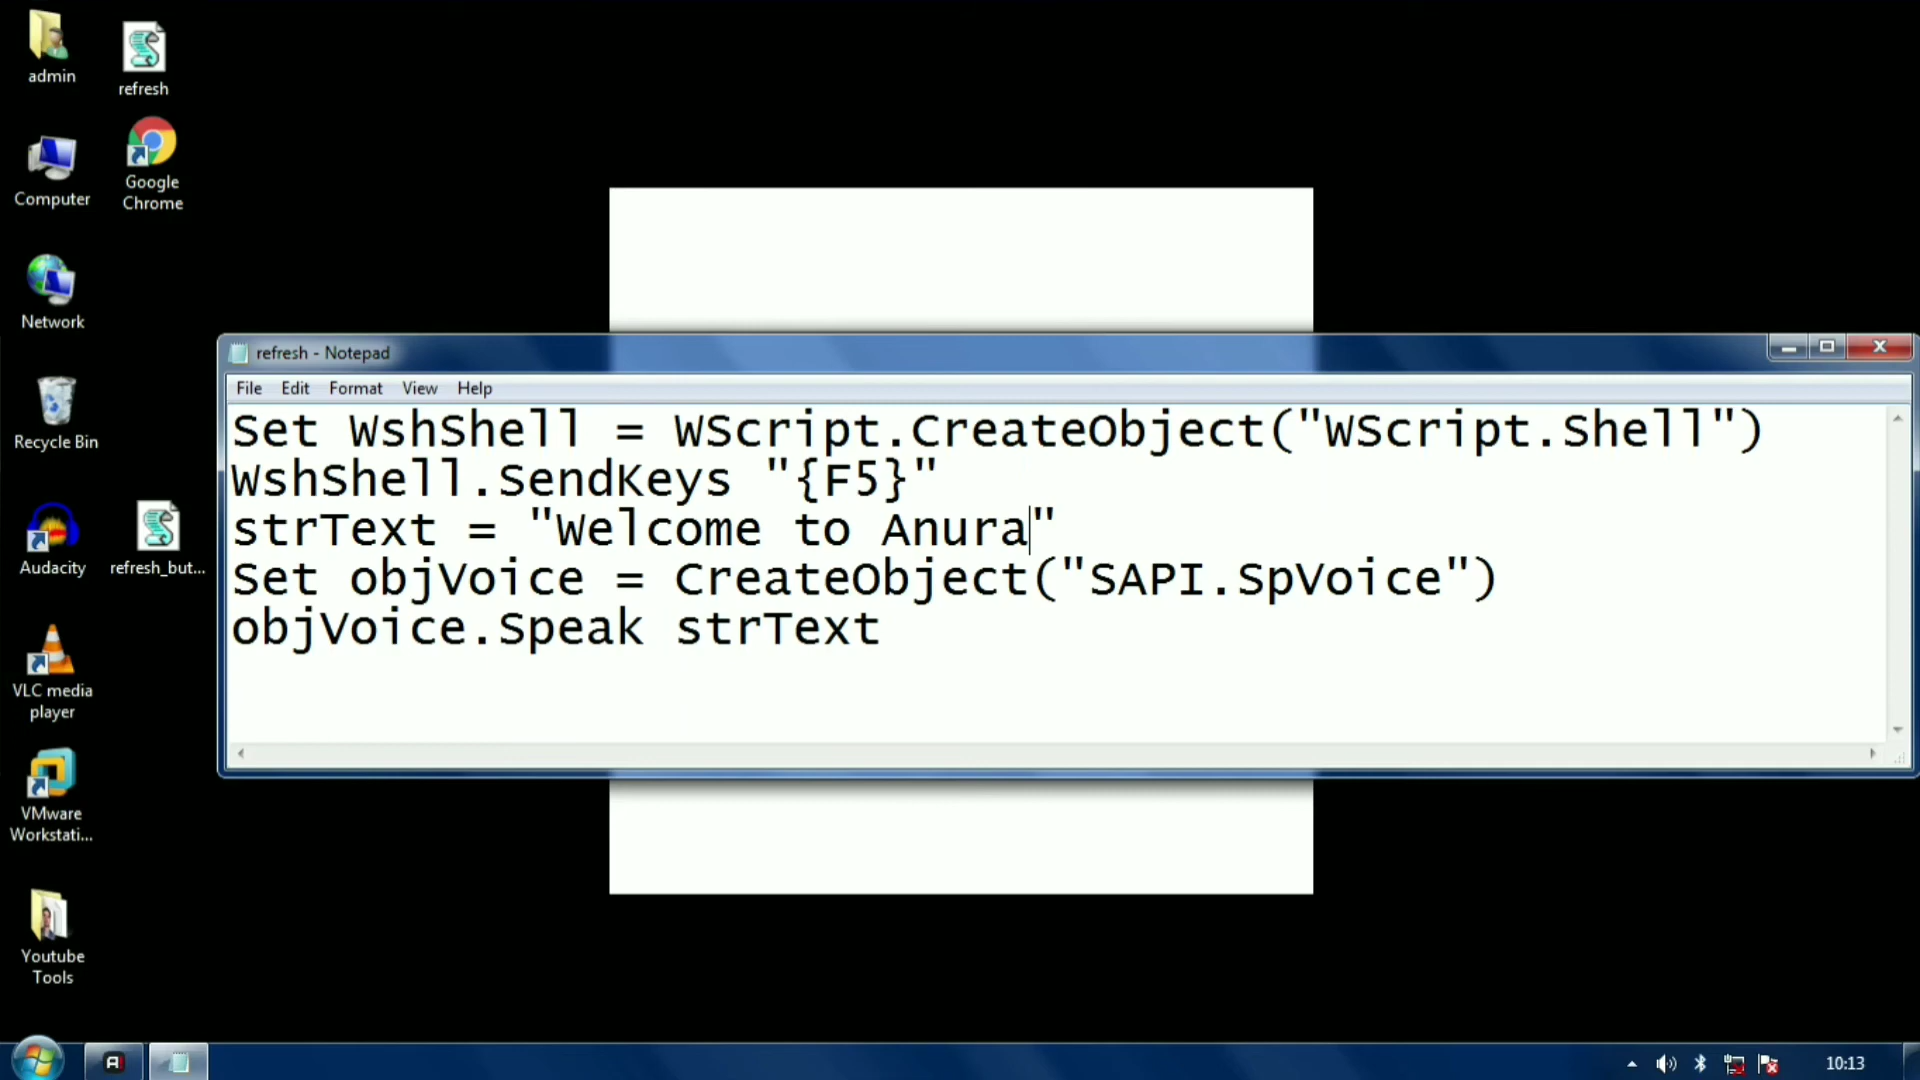 admin
refresh
Google
Chrome
Computer
Network
Recycle Bin
Audacity
refresh_but...
VLC media
player
VMware
Workstati...
Youtube
Tools
refresh - Notepad
File Edit Format View Help
Set WshShell = WScript.CreateObject("WScript.Shell")
WshShell.SendKeys "{F5}"
strText = "Welcome to Anura"
Set objVoice = CreateObject("SAPI.SpVoice")
objVoice.Speak strText
10:13